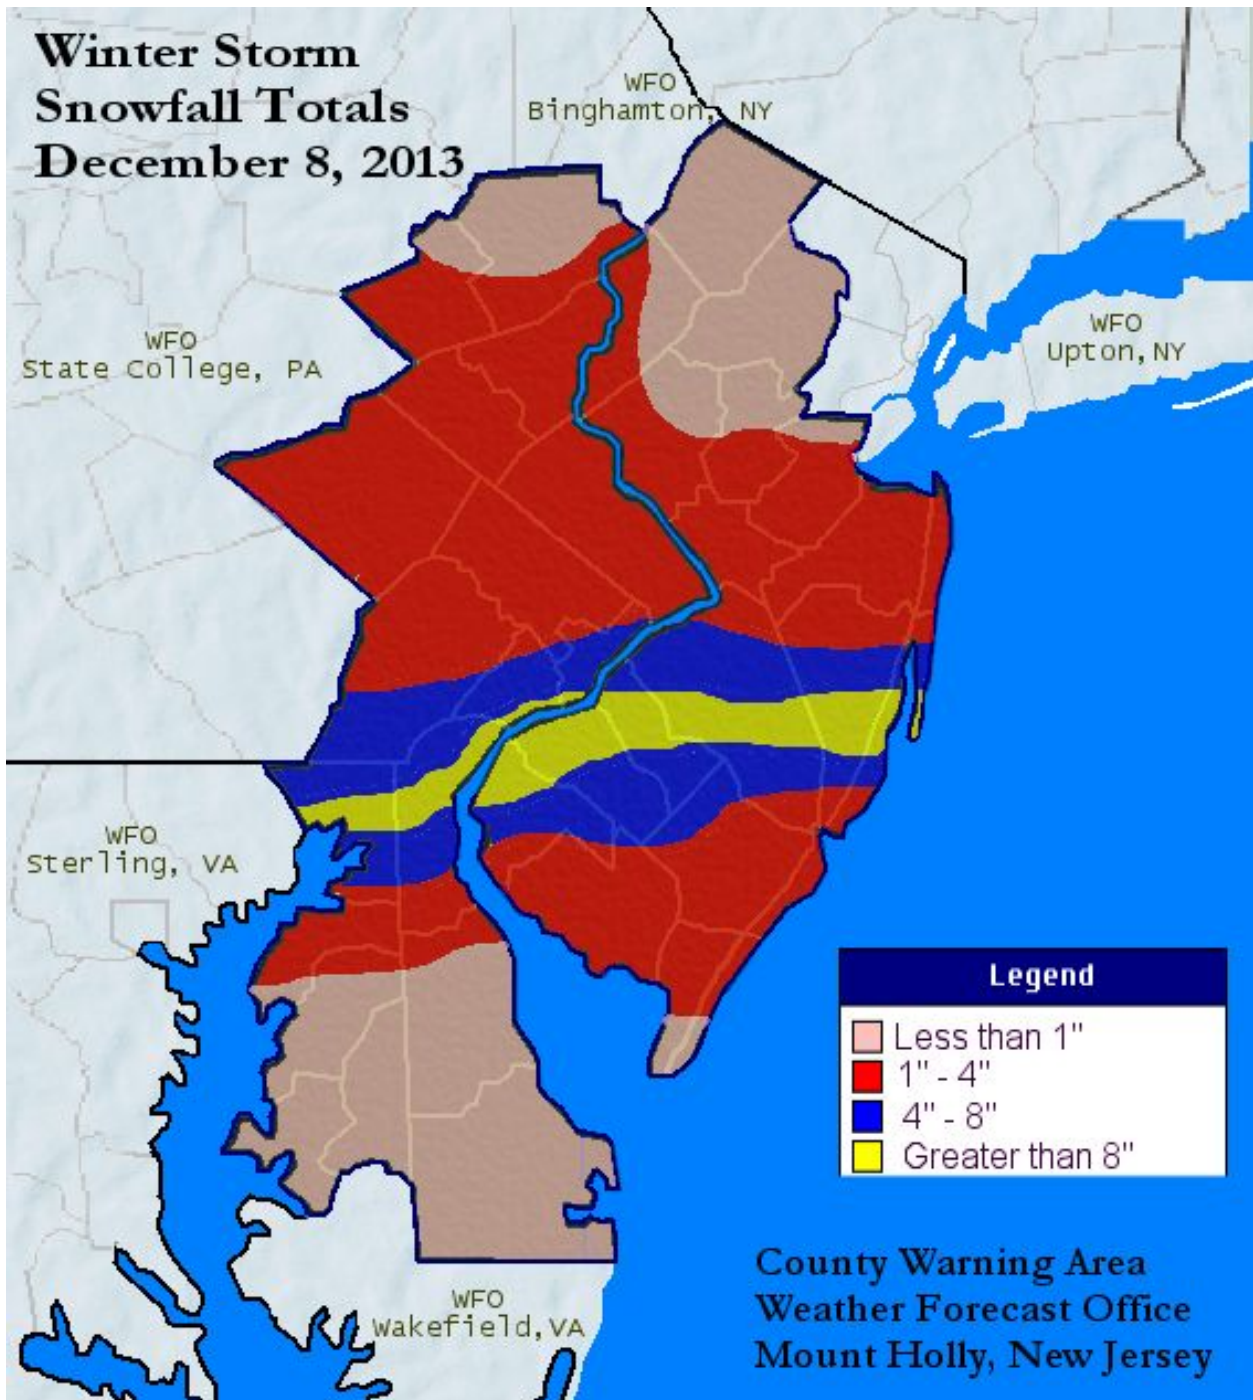 Winter Storm
Snowfall Totals
December 8, 2013
WFO
Binghamton, NY
WFO
Upton,NY
WFO
State College, PA
WFO
Sterling, VA
Legend
Less than 1"
1" - 4"
4" - 8"
Greater than 8"
County Warning Area
Weather Forecast Office
Mount Holly, New Jersey
WFO
Wakefield,VA